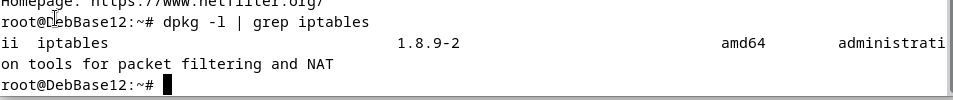 Homepage: https://www.netfilter.org/
root@DebBase12:~# dpkg -l | grep iptables
ii  iptables                             1.8.9-2                                 amd64        administrati
on tools for packet filtering and NAT
root@DebBase12:~#